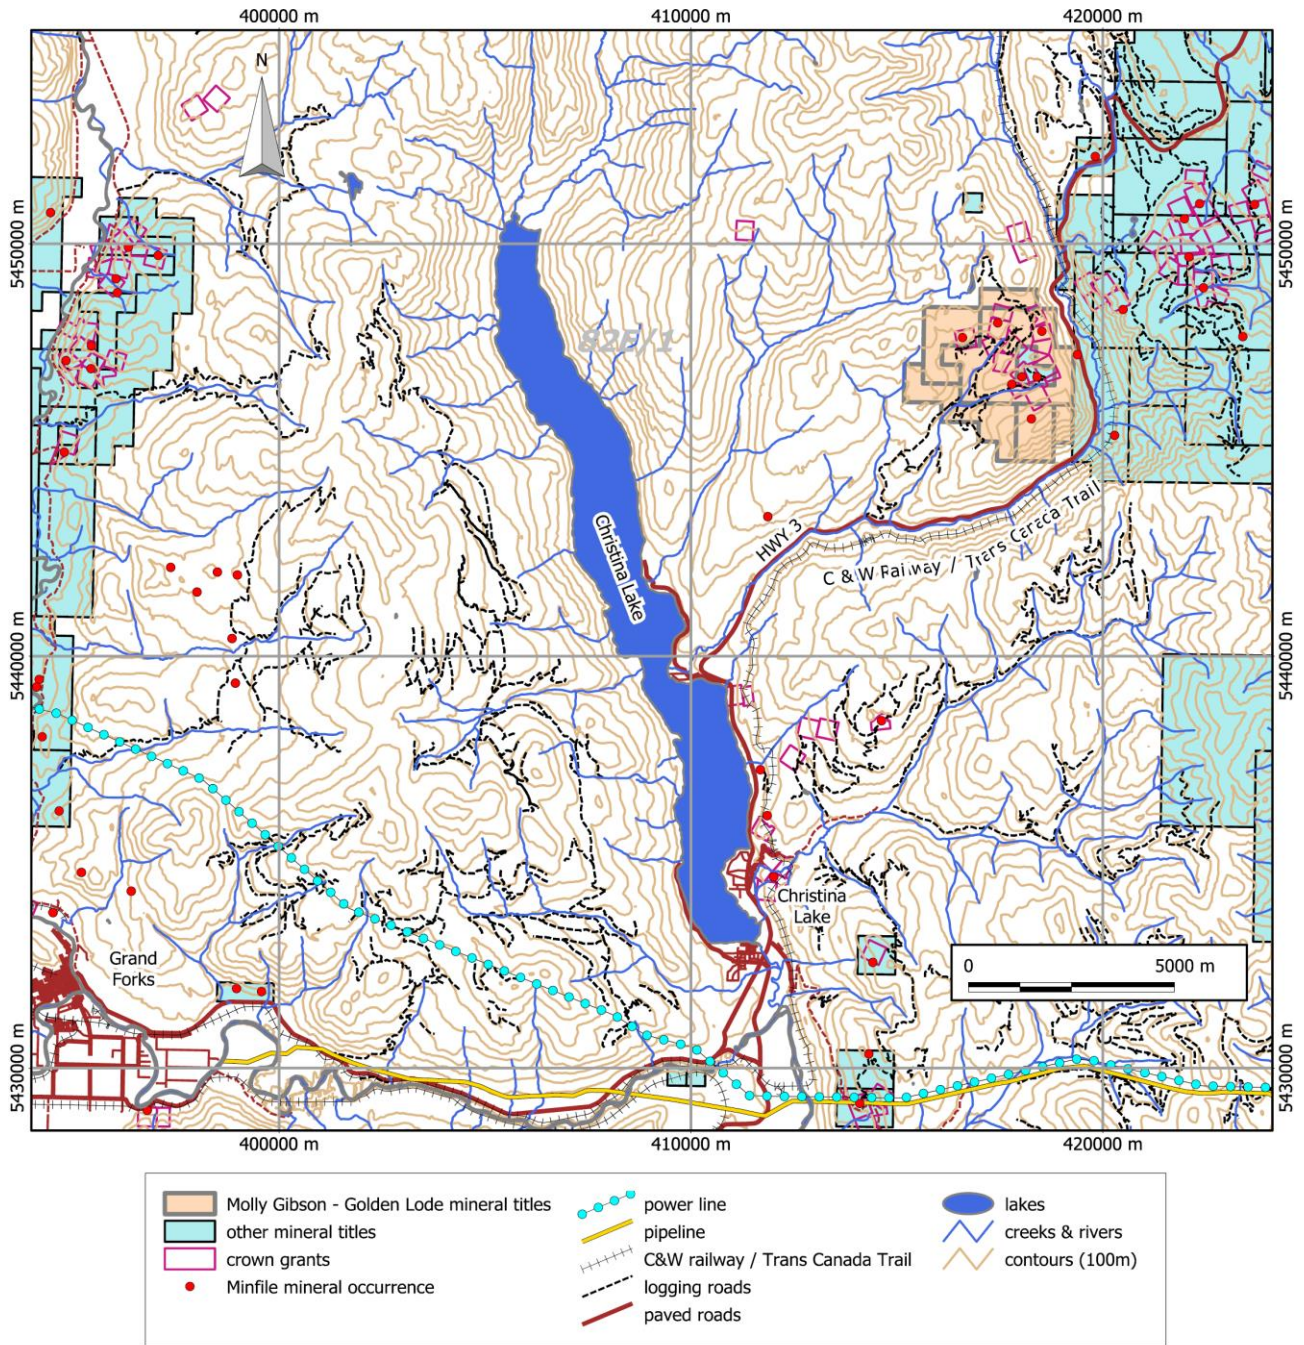 400000 m
410000 m
420000 m
N
5450000 m
5450000 m
82E/1
HWY 3
C & W Railway / Trans Canada Trail
Christina Lake
5440000 m
5440000 m
Christina
Lake
Grand
Forks
0
5000 m
5430000 m
5430000 m
400000 m
410000 m
420000 m
Molly Gibson - Golden Lode mineral titles
other mineral titles
crown grants
Minfile mineral occurrence
power line
pipeline
C&W railway / Trans Canada Trail
logging roads
paved roads
lakes
creeks & rivers
contours (100m)